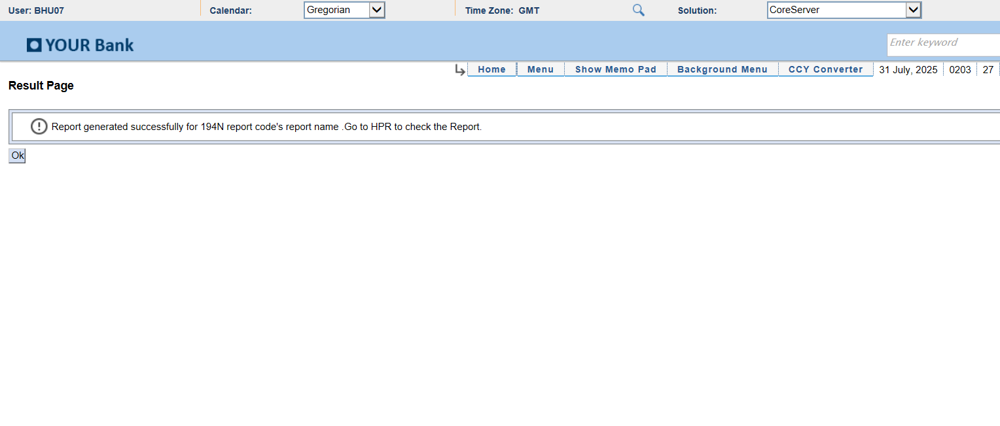 User: BHU07 Calendar: Gregorian Time Zone: GMT Solution: CoreServer
YOUR Bank Enter keyword
Home Menu Show Memo Pad Background Menu CCY Converter 31 July, 2025 0203 27
Result Page
Report generated successfully for 194N report code's report name .Go to HPR to check the Report.
Ok